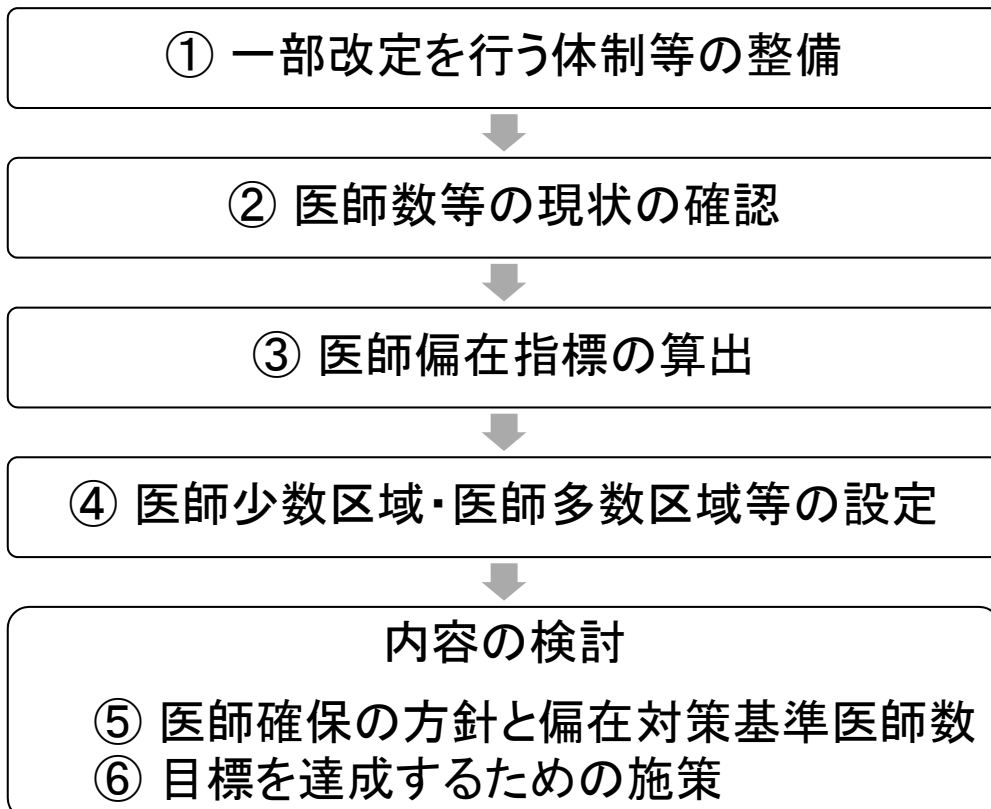 ① 一部改定を行う体制等の整備
② 医師数等の現状の確認
③ 医師偏在指標の算出
④ 医師少数区域・医師多数区域等の設定
内容の検討
⑤ 医師確保の方針と偏在対策基準医師数
⑥ 目標を達成するための施策